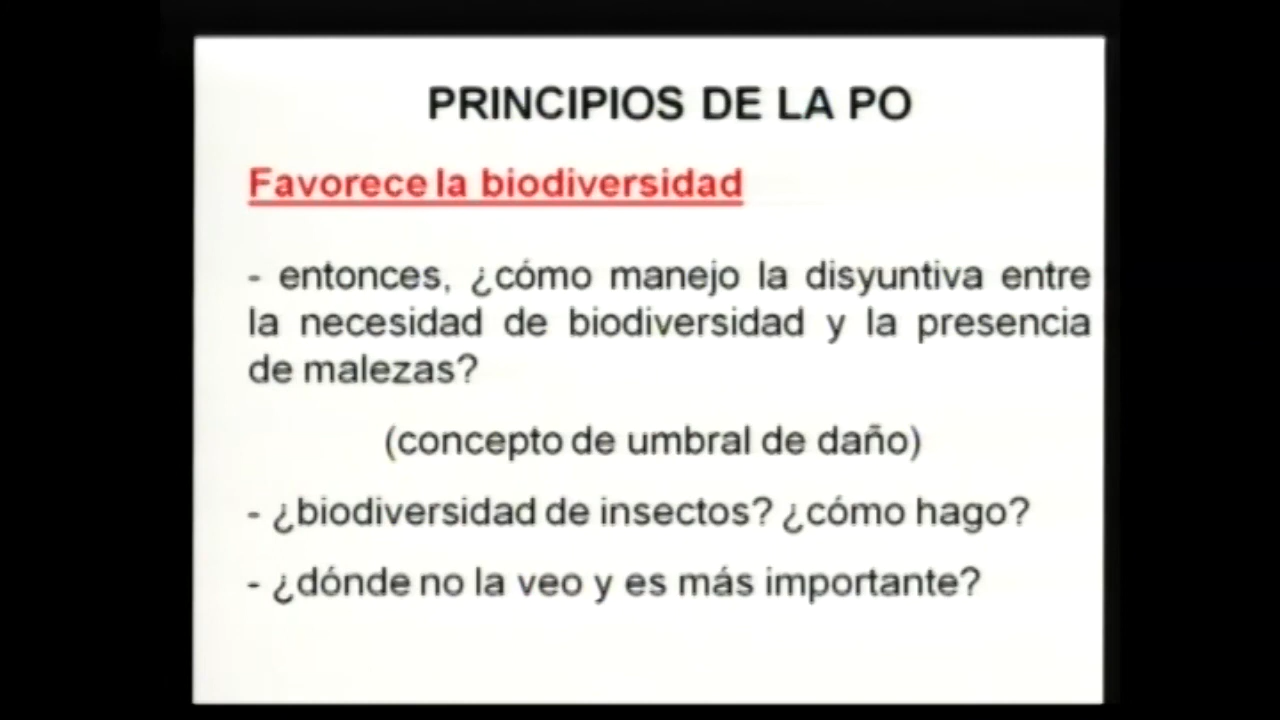 PRINCIPIOS DE LA PO
Favorece la biodiversidad
- entonces, ¿cómo manejo la disyuntiva entre
la necesidad de biodiversidad y la presencia
de malezas?
(concepto de umbral de daño)
- ¿biodiversidad de insectos? ¿cómo hago?
- ¿dónde no la veo y es más importante?